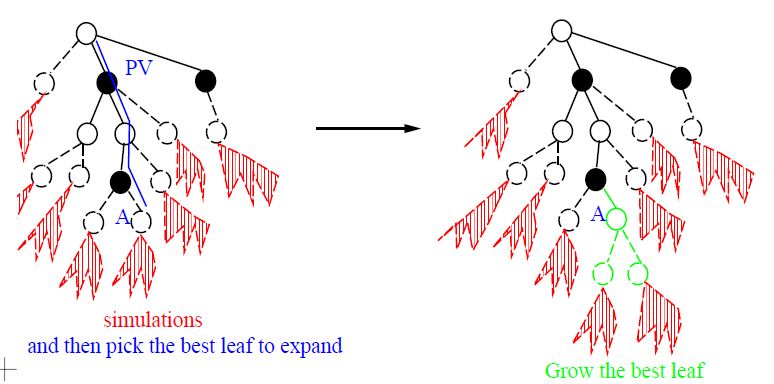 PV
A
A
simulations
and then pick the best leaf to expand
Grow the best leaf